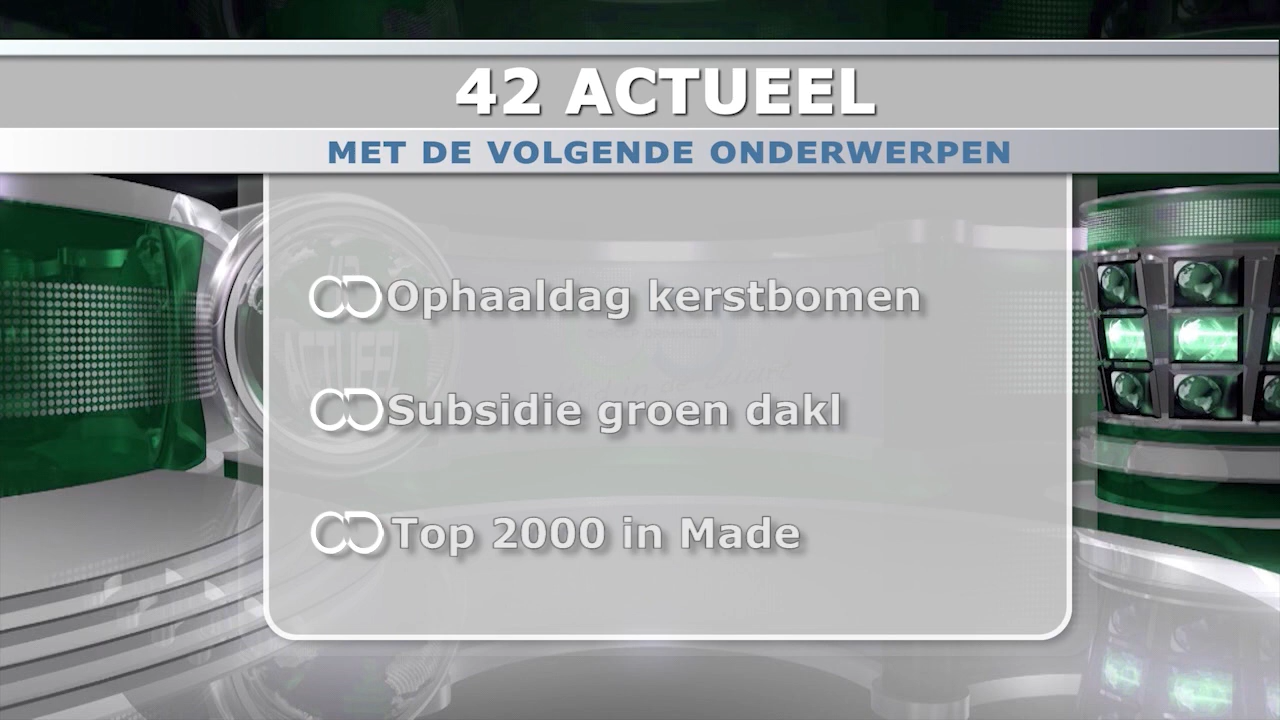 42 ACTUEEL
MET DE VOLGENDE ONDERWERPEN
Ophaaldag kerstbomen
Subsidie groen dakl
Top 2000 in Made